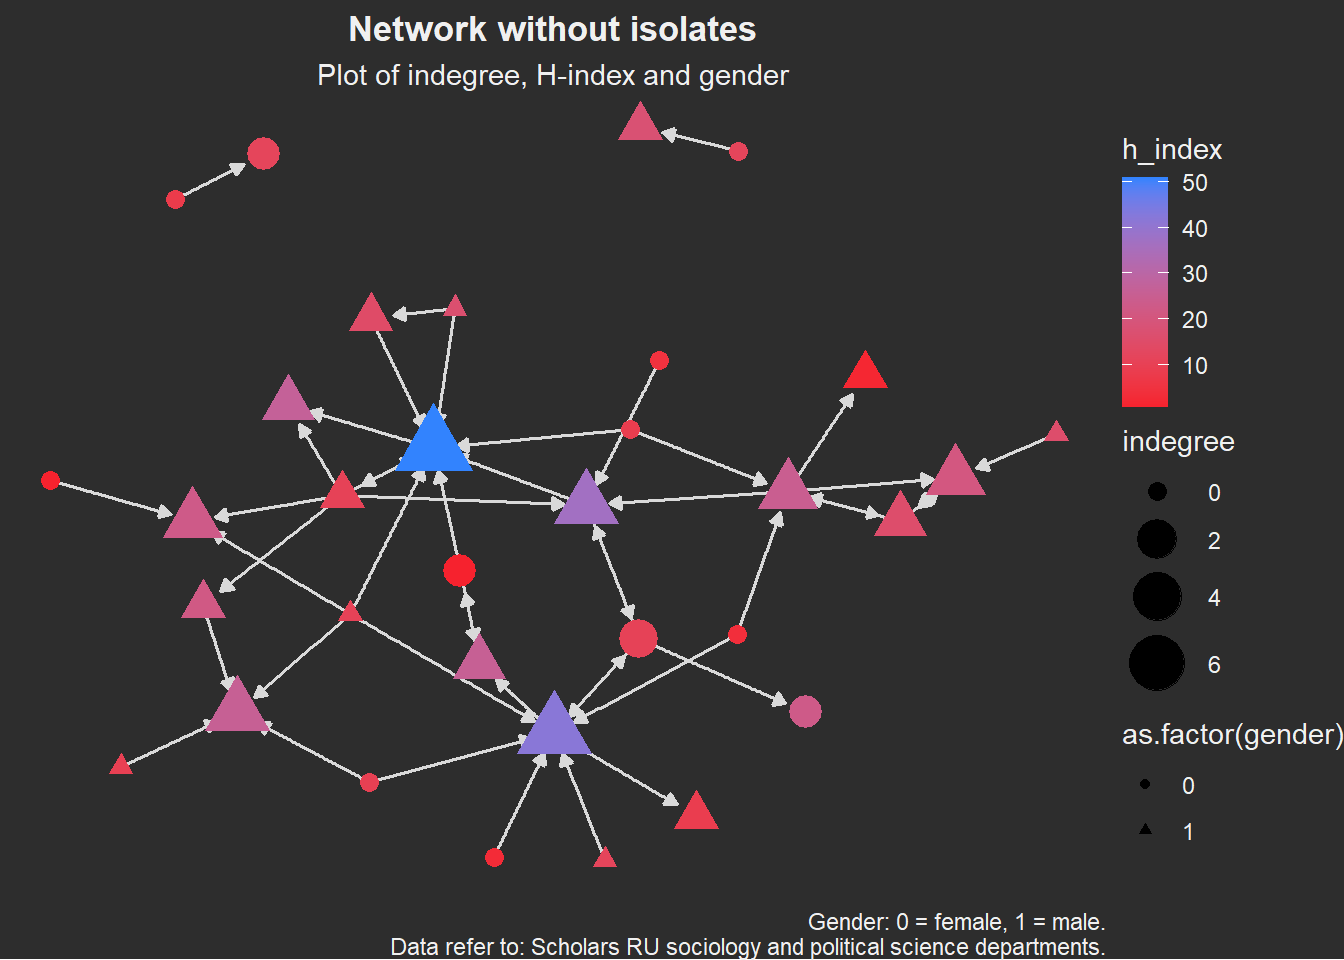 Network without isolates
Plot of indegree, H-index and gender
h_index
50
40
30
20
10
indegree
0
2
4
6
as.factor(gender)
0
1
Gender: 0 = female, 1 = male.
Data refer to: Scholars RU sociology and political science departments.